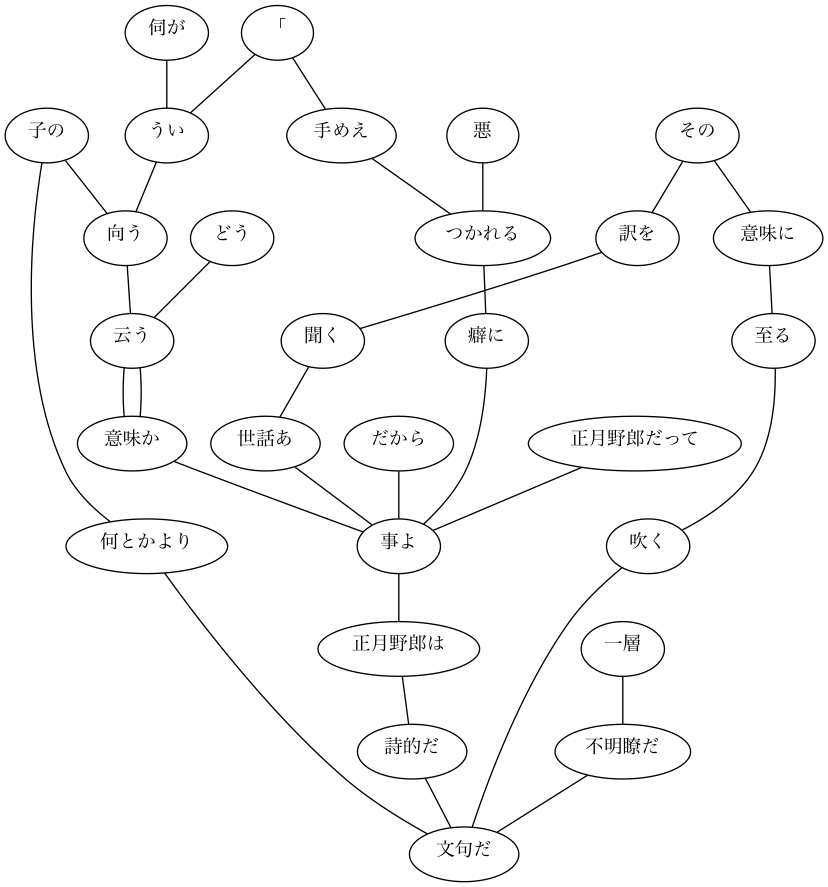 伺が
「
子の
うい
手めえ
悪
その
向う
どう
つかれる
訳を
意味に
云う
聞く
癖に
至る
意味か
世話あ
だから
正月野郎だって
何とかより
事よ
吹く
正月野郎は
一層
詩的だ
不明瞭だ
文句だ